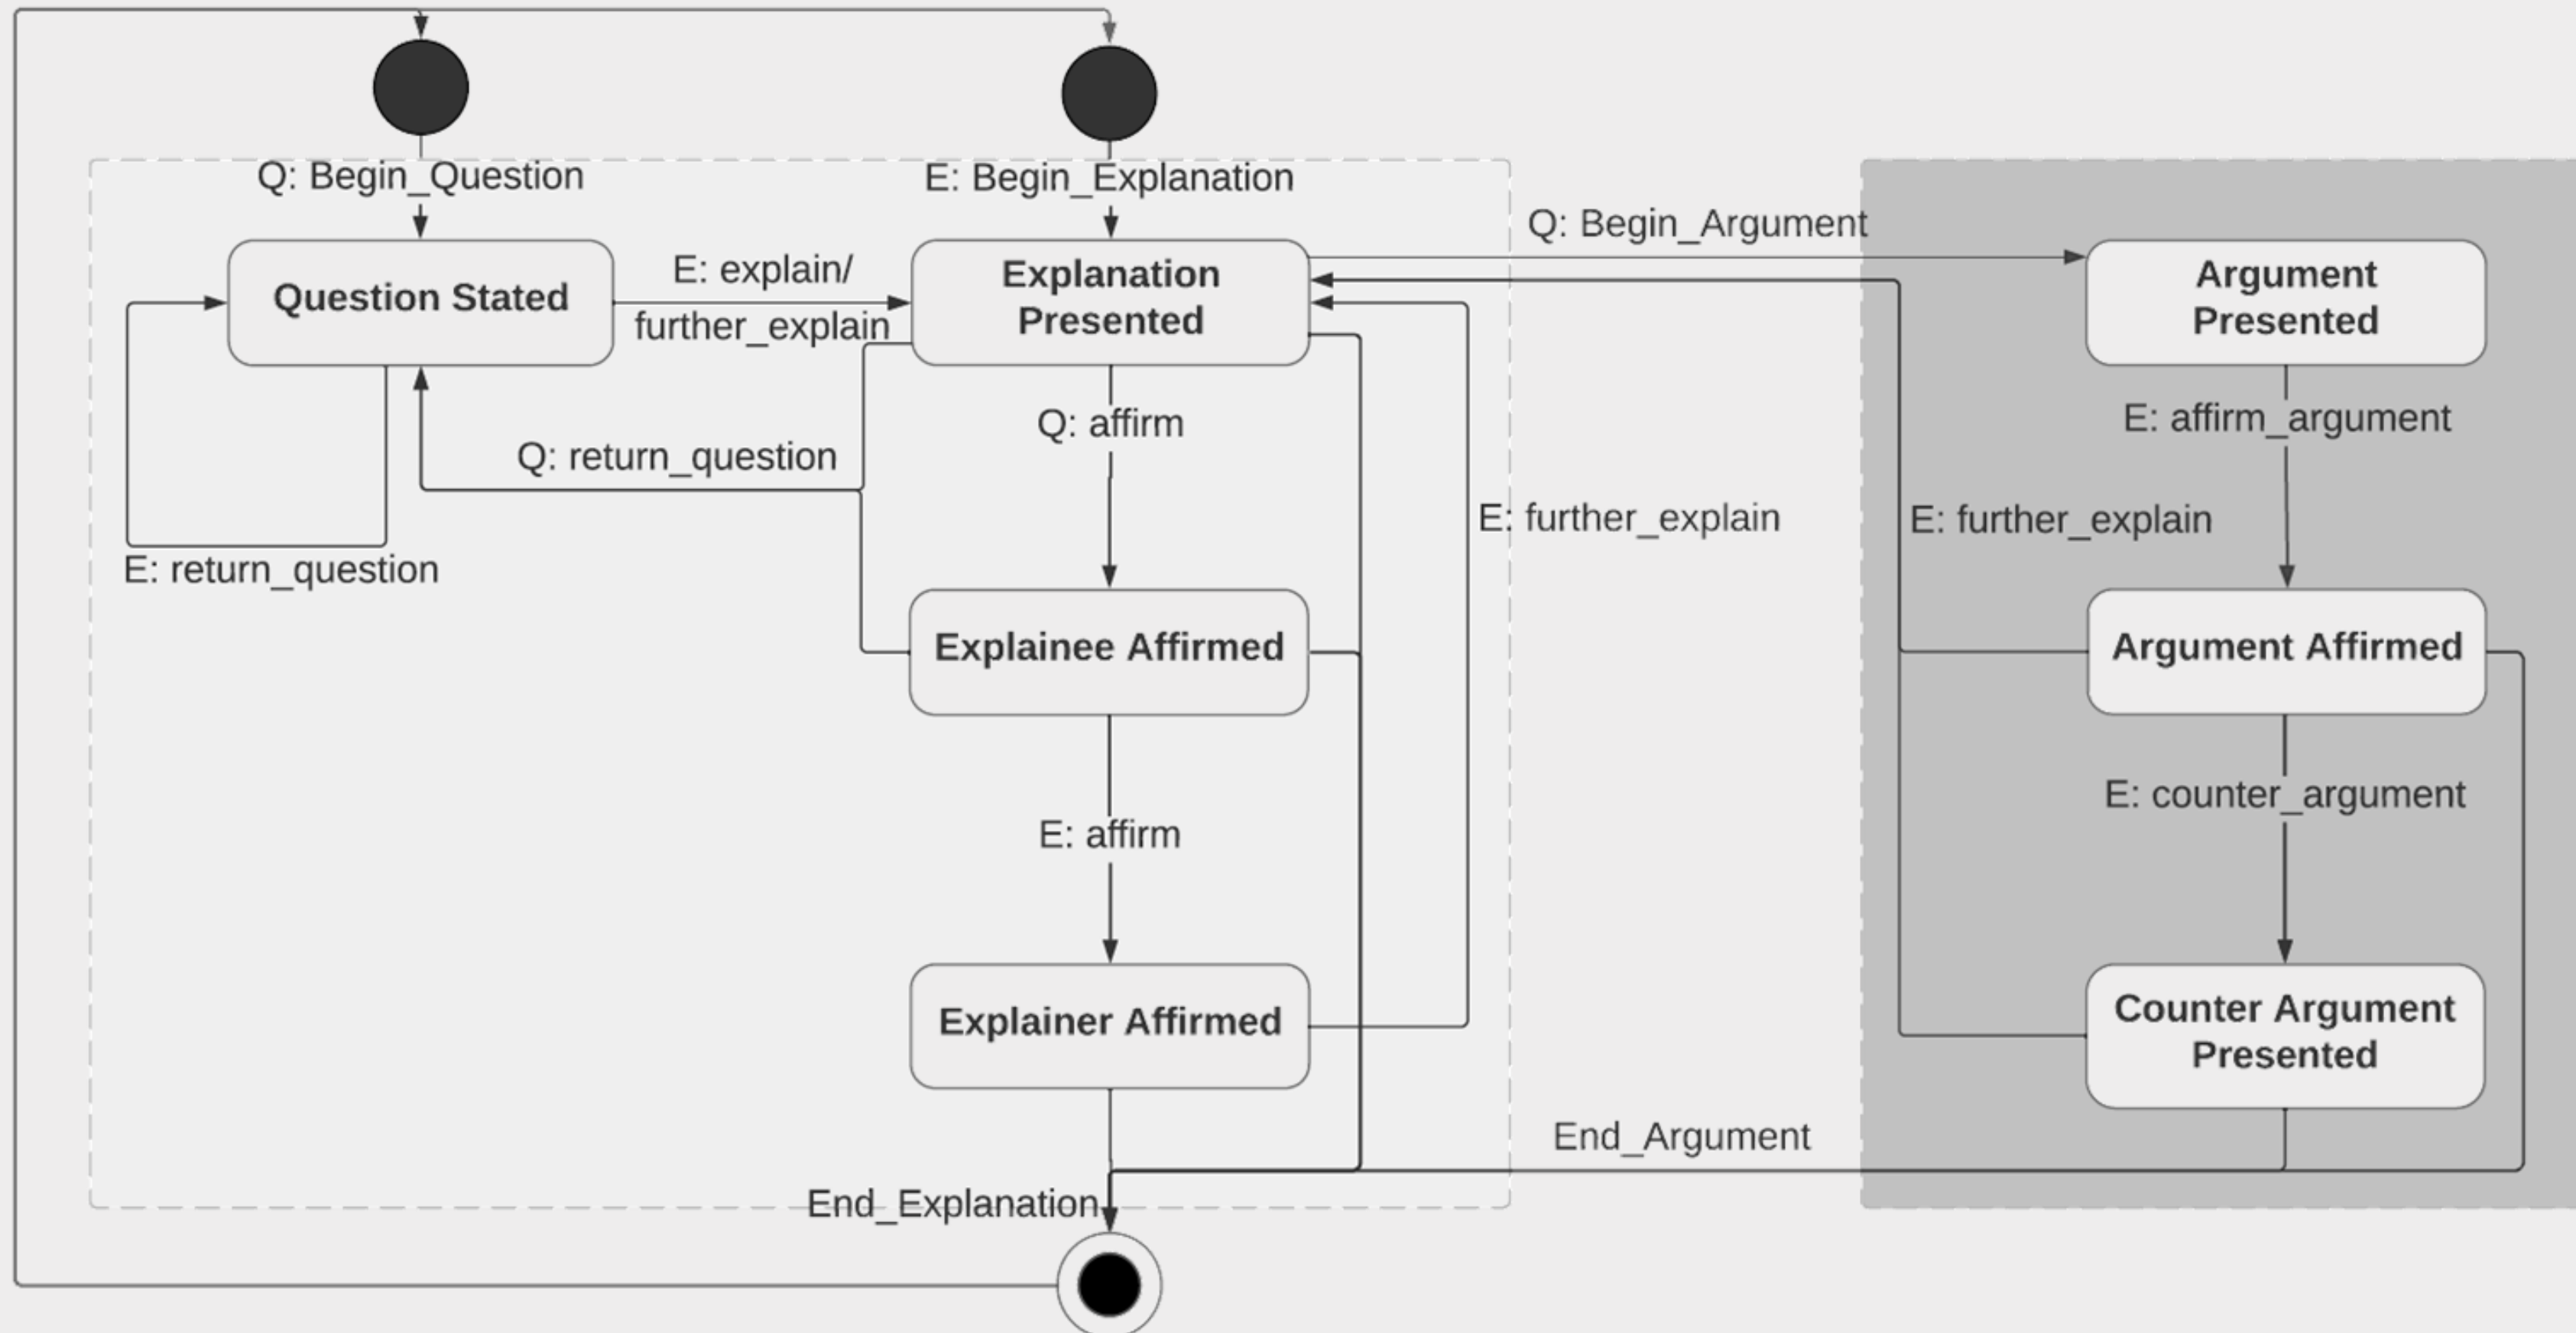 Q: Begin_Question
E: Begin_Explanation
Q: Begin_Argument
Question Stated
E: explain/
further_explain
Explanation
Presented
Argument
Presented
Q: affirm
E: affirm_argument
Q: return_question
E: further_explain
E: further_explain
E: return_question
Explainee Affirmed
Argument Affirmed
E: affirm
E: counter_argument
Explainer Affirmed
Counter Argument
Presented
End_Argument
End_Explanation